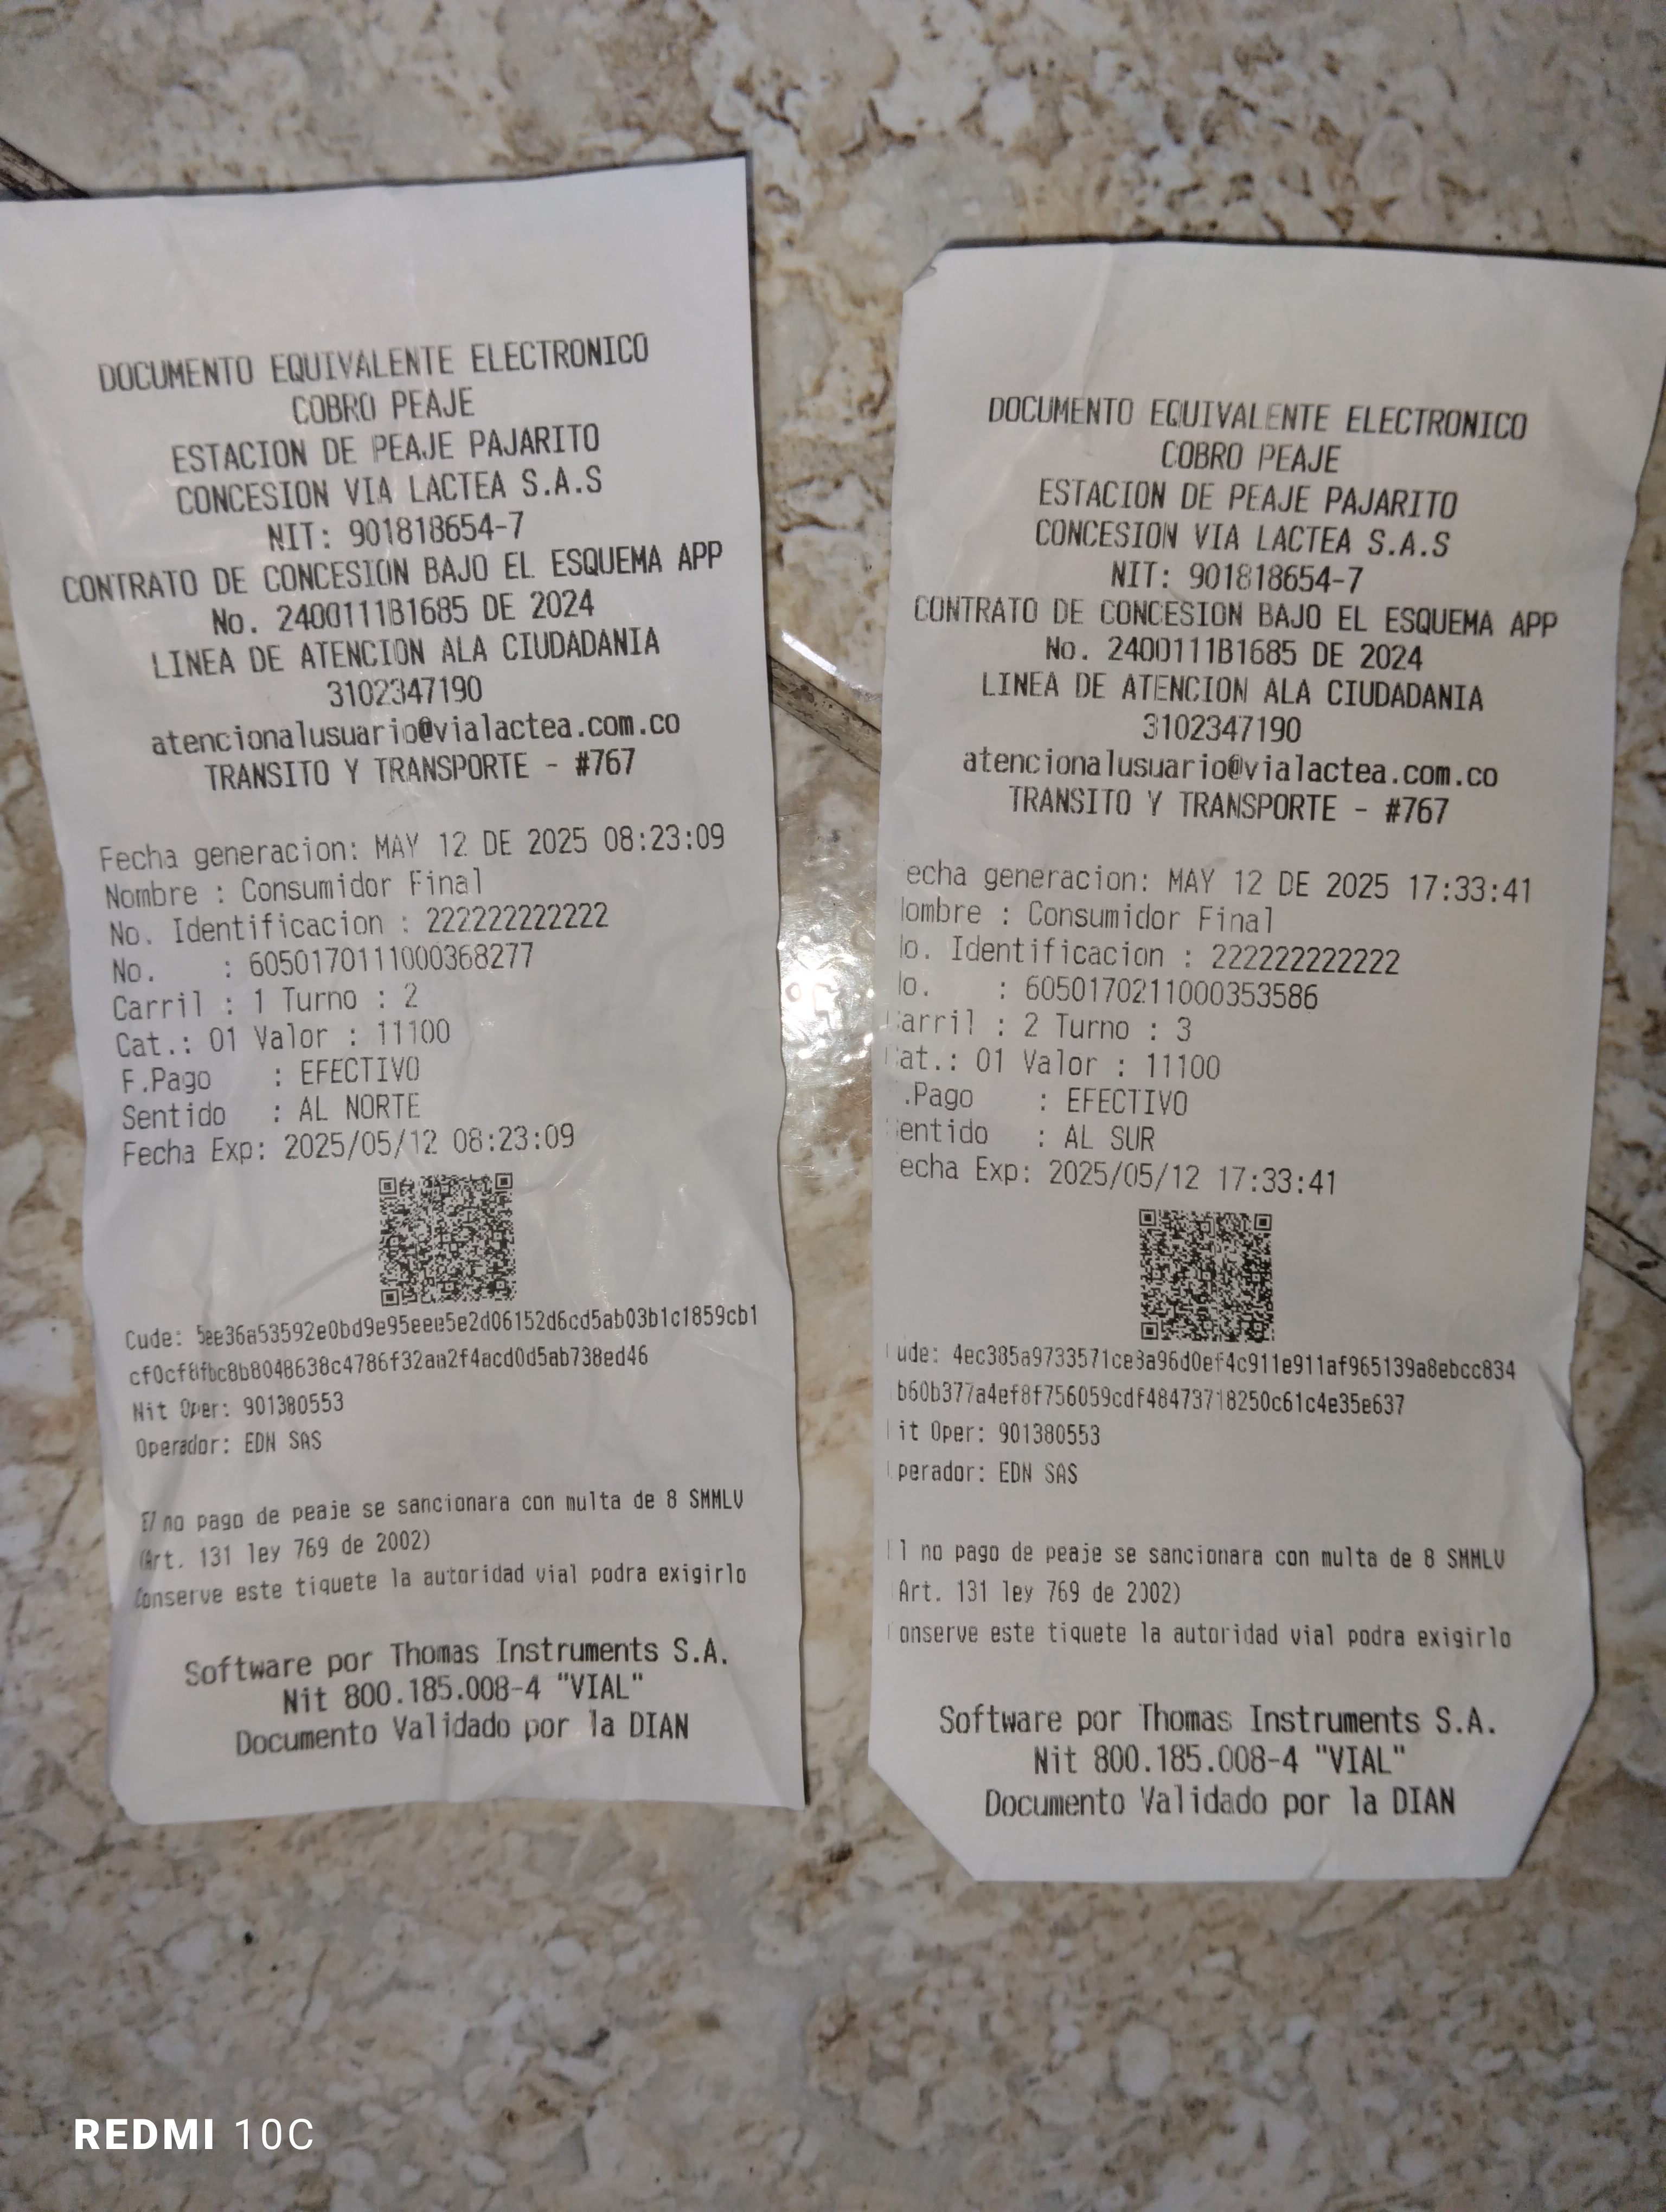 DOCUMENTO EQUIVALENTE ELECTRONICO
COBRO PEAJE
ESTACION DE PEAJE PAJARITO
CONCESION VIA LACTEA S.A.S
NIT: 901818654-7
CONTRATO DE CONCESION BAJO EL ESQUEMA APP
No. 2400111B1685 DE 2024
LINEA DE ATENCION ALA CIUDADANIA
3102347190
atencionalusuario@vialactea.com.co
TRANSITO Y TRANSPORTE - #767
Fecha generacion: MAY 12 DE 2025 08:23:09
Nombre : Consumidor Final
No. Identificacion : 222222222222
No. : 6050170111000368277
Carril : 1 Turno : 2
Cat.: 01 Valor : 11100
F.Pago : EFECTIVO
Sentido : AL NORTE
Fecha Exp: 2025/05/12 08:23:09
Cude: 5ee36a53592e0bd9e95eee5e2d06152d6cd5ab03b1c1859cb1
cf0cf8fbc8b8048638c4786f32aa2f4acd0d5ab738ed46
Nit Oper: 901380553
Operador: EDN SAS
El no pago de peaje se sancionara con multa de 8 SMMLV
(Art. 131 ley 769 de 2002)
Conserve este tiquete la autoridad vial podra exigirlo
Software por Thomas Instruments S.A.
Nit 800.185.008-4 "VIAL"
Documento Validado por la DIAN
DOCUMENTO EQUIVALENTE ELECTRONICO
COBRO PEAJE
ESTACION DE PEAJE PAJARITO
CONCESION VIA LACTEA S.A.S
NIT: 901818654-7
CONTRATO DE CONCESION BAJO EL ESQUEMA APP
No. 2400111B1685 DE 2024
LINEA DE ATENCION ALA CIUDADANIA
3102347190
atencionalusuario@vialactea.com.co
TRANSITO Y TRANSPORTE - #767
echa generacion: MAY 12 DE 2025 17:33:41
ombre : Consumidor Final
o. Identificacion : 222222222222
o. : 6050170211000353586
arril : 2 Turno : 3
at.: 01 Valor : 11100
.Pago : EFECTIVO
entido : AL SUR
echa Exp: 2025/05/12 17:33:41
ude: 4ec385a9733571ce8a96d0ef4c911e911af965139a8ebcc834
b60b377a4ef8f756059cdf48473718250c61c4e35e637
it Oper: 901380553
perador: EDN SAS
l no pago de peaje se sancionara con multa de 8 SMMLV
Art. 131 ley 769 de 2002)
onserve este tiquete la autoridad vial podra exigirlo
Software por Thomas Instruments S.A.
Nit 800.185.008-4 "VIAL"
Documento Validado por la DIAN
REDMI 10C